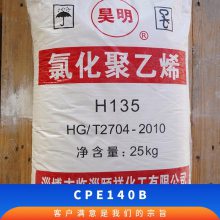 昊明
氯化聚乙烯
H135
HG/T2704-2010
净含量：25kg
CPE140B
客户满意是我们的宗旨